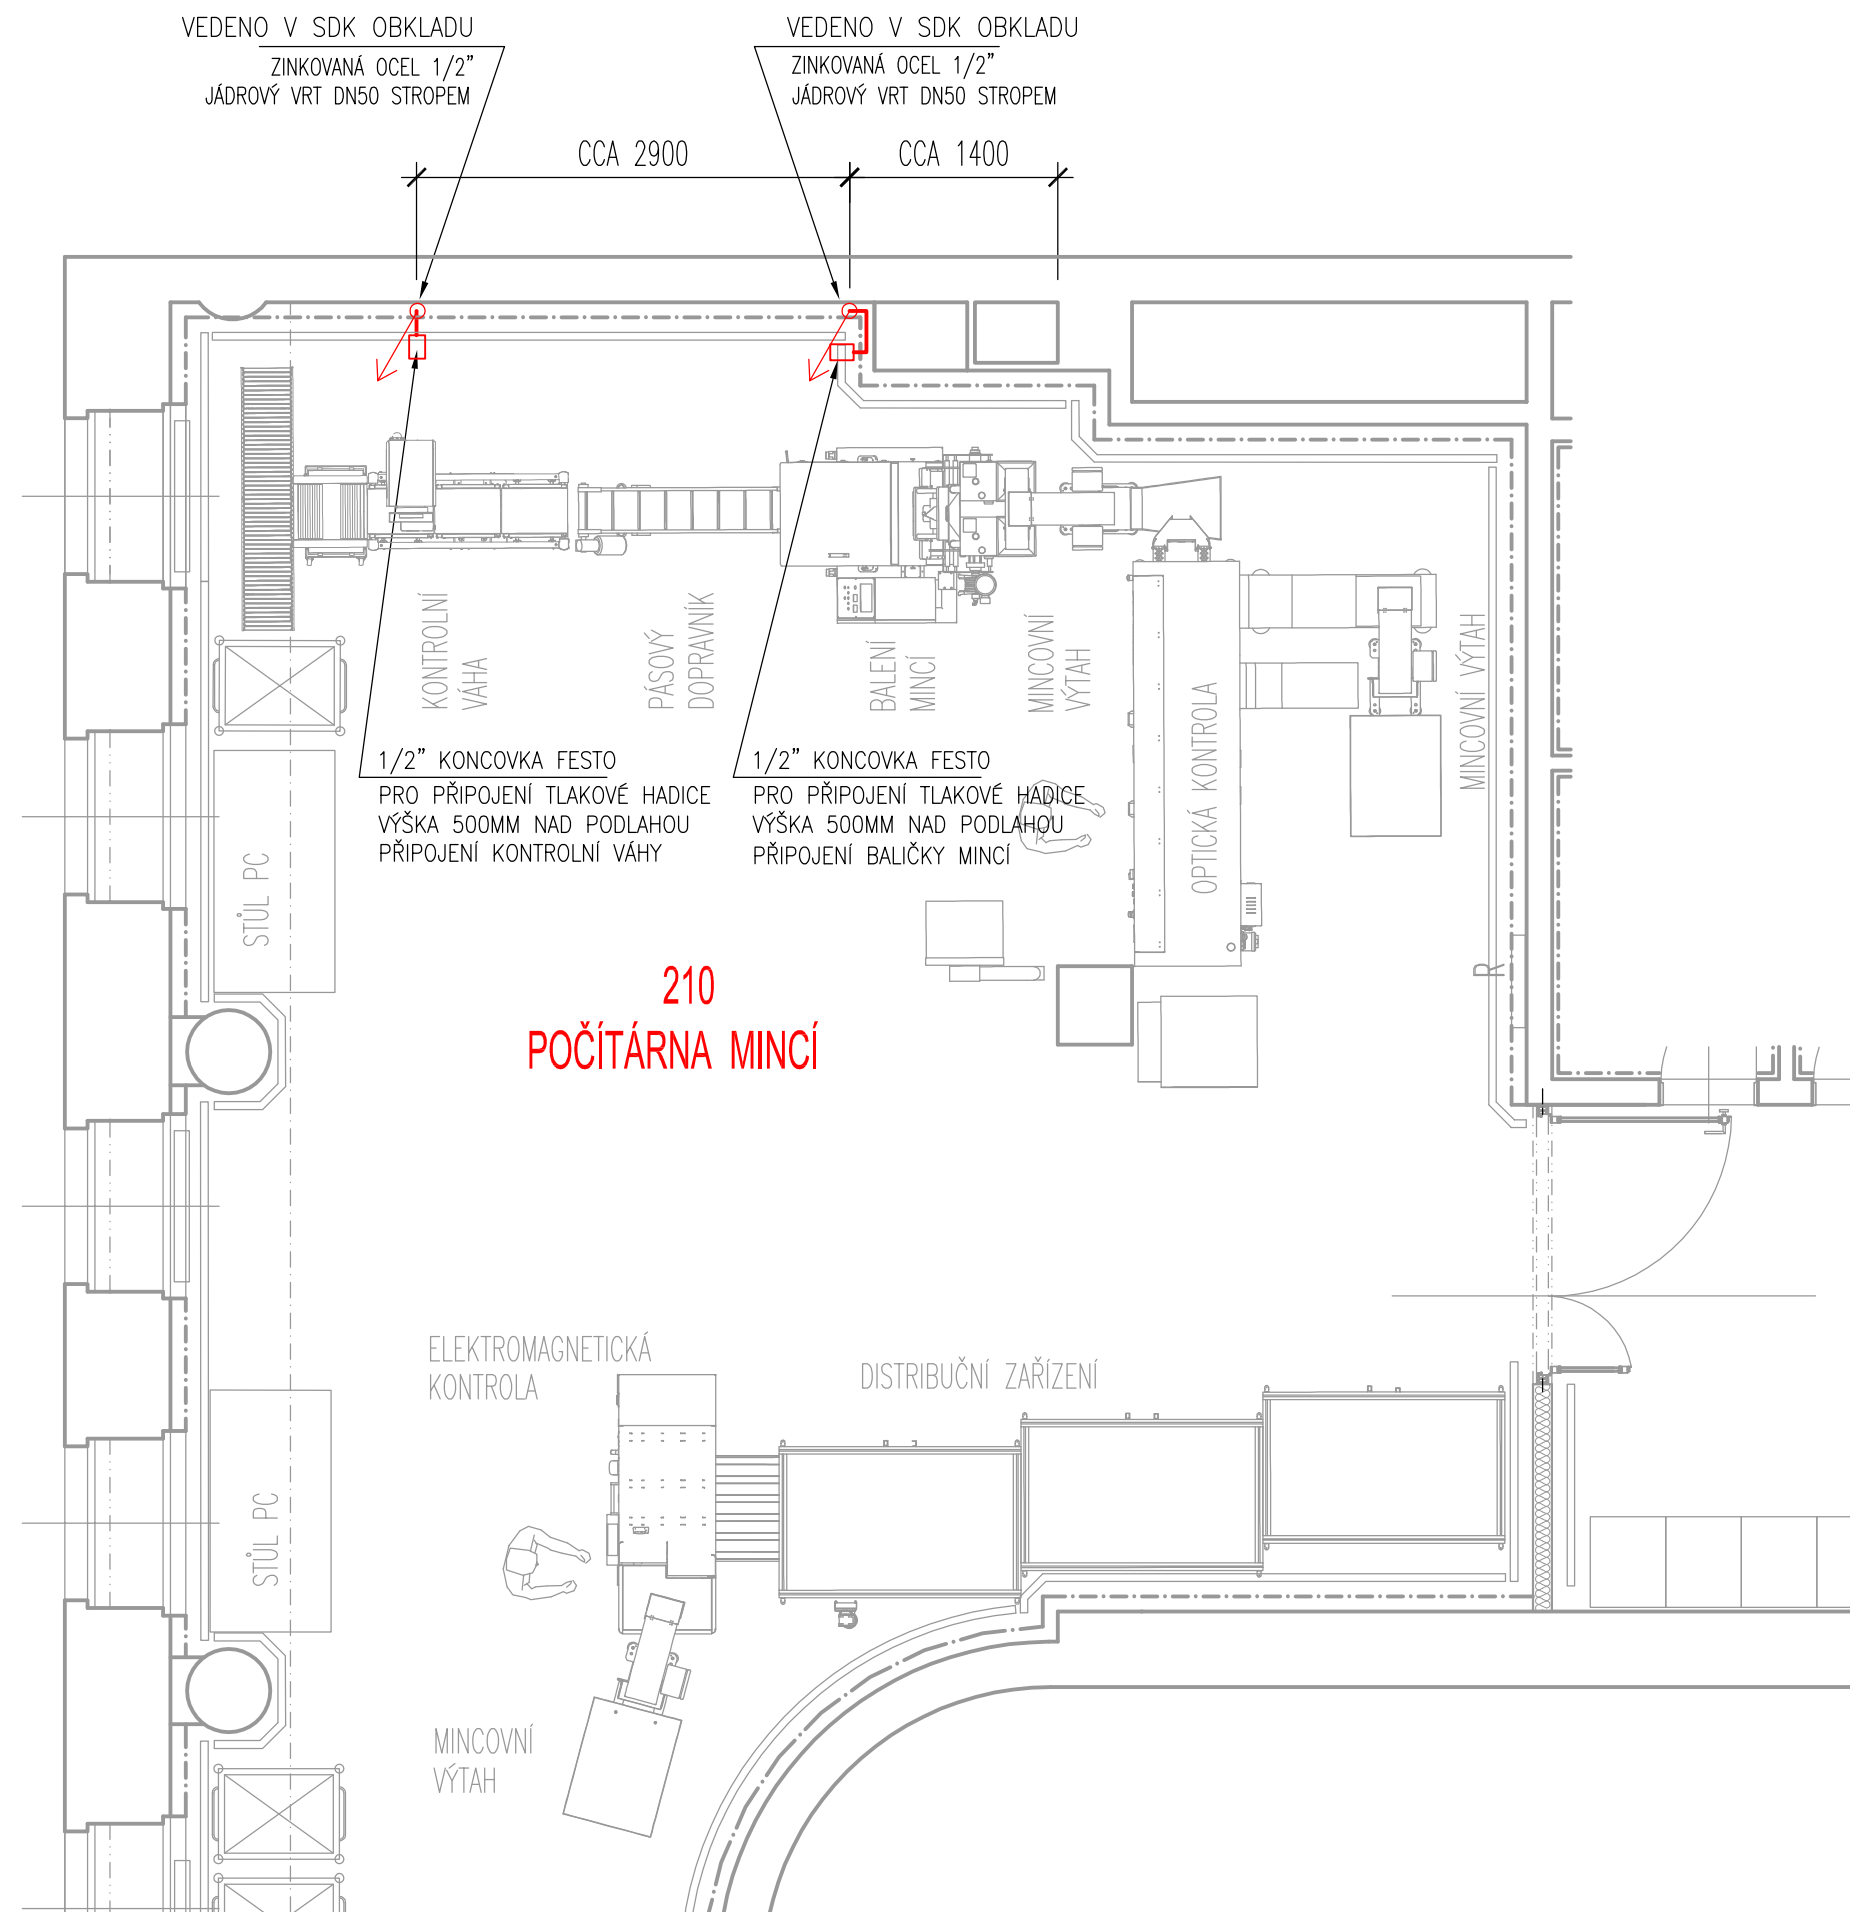 VEDENO V SDK OBKLADU
ZINKOVANÁ OCEL 1/2"
JÁDROVÝ VRT DN50 STROPEM
VEDENO V SDK OBKLADU
ZINKOVANÁ OCEL 1/2"
JÁDROVÝ VRT DN50 STROPEM
CCA 2900
CCA 1400
KONTROLNÍ
VÁHA
PÁSOVÝ
DOPRAVNÍK
BALENÍ
MINCÍ
MINCOVNÍ
VÝTAH
OPTICKÁ KONTROLA
MINCOVNÍ VÝTAH
1/2" KONCOVKA FESTO
PRO PŘIPOJENÍ TLAKOVÉ HADICE
VÝŠKA 500MM NAD PODLAHOU
PŘIPOJENÍ KONTROLNÍ VÁHY
1/2" KONCOVKA FESTO
PRO PŘIPOJENÍ TLAKOVÉ HADICE
VÝŠKA 500MM NAD PODLAHOU
PŘIPOJENÍ BALIČKY MINCÍ
STŮL PC
R
210
POČÍTÁRNA MINCÍ
ELEKTROMAGNETICKÁ
KONTROLA
DISTRIBUČNÍ ZAŘÍZENÍ
STŮL PC
MINCOVNÍ
VÝTAH